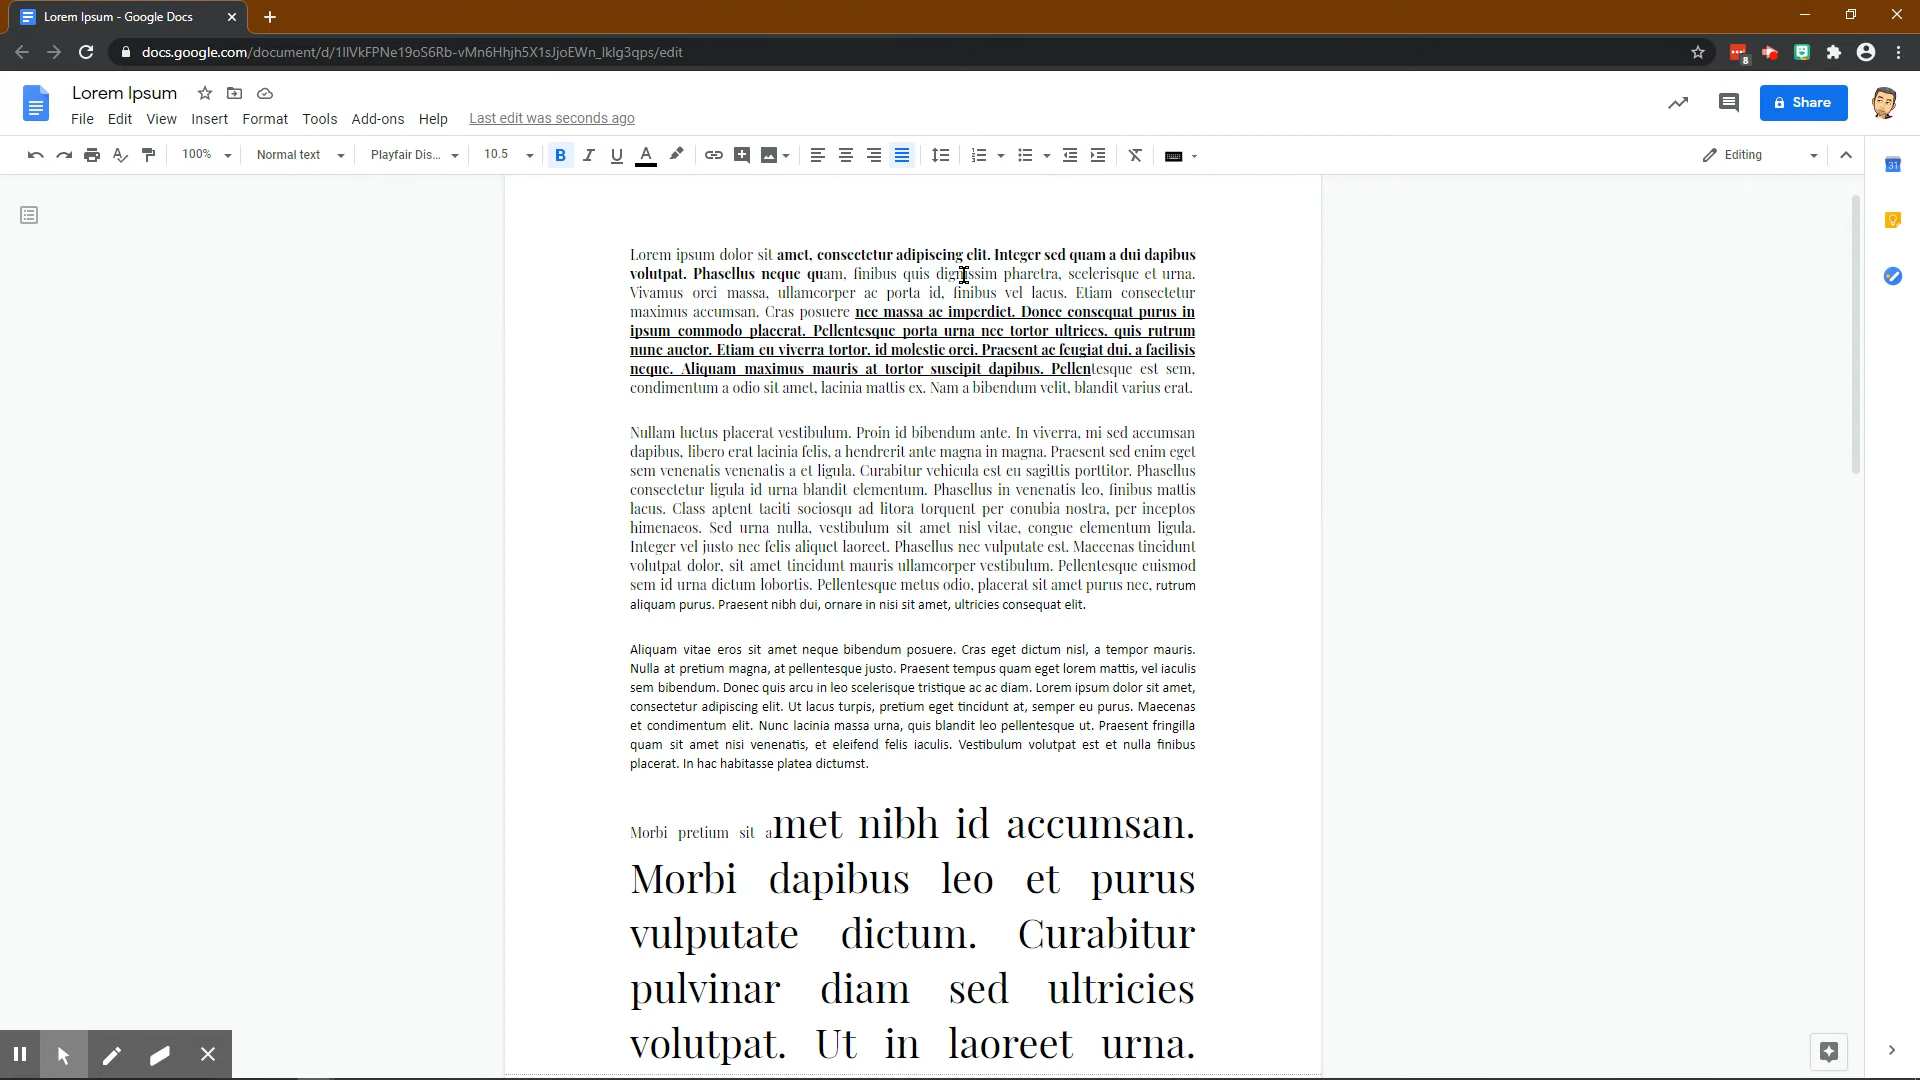 Lorem Ipsum - Google Docs
docs.google.com/document/d/1IlVkFPNe19oS6Rb-vMn6Hhjh5X1sJjoEWn_lkIg3qps/edit
8
Lorem Ipsum
File Edit View Insert Format Tools Add-ons Help Last edit was seconds ago
Share
100% Normal text Playfair Dis... 10.5 B I U A Editing
31
Lorem ipsum dolor sit amet, consectetur adipiscing elit. Integer sed quam a dui dapibus
volutpat. Phasellus neque quam, finibus quis dignissim pharetra, scelerisque et urna.
Vivamus orci massa, ullamcorper ac porta id, finibus vel lacus. Etiam consectetur
maximus accumsan. Cras posuere nec massa ac imperdiet. Donec consequat purus in
ipsum commodo placerat. Pellentesque porta urna nec tortor ultrices, quis rutrum
nunc auctor. Etiam eu viverra tortor, id molestie orci. Praesent ac feugiat dui, a facilisis
neque. Aliquam maximus mauris at tortor suscipit dapibus. Pellentesque est sem,
condimentum a odio sit amet, lacinia mattis ex. Nam a bibendum velit, blandit varius erat.
Nullam luctus placerat vestibulum. Proin id bibendum ante. In viverra, mi sed accumsan
dapibus, libero erat lacinia felis, a hendrerit ante magna in magna. Praesent sed enim eget
sem venenatis venenatis a et ligula. Curabitur vehicula est eu sagittis porttitor. Phasellus
consectetur ligula id urna blandit elementum. Phasellus in venenatis leo, finibus mattis
lacus. Class aptent taciti sociosqu ad litora torquent per conubia nostra, per inceptos
himenaeos. Sed urna nulla, vestibulum sit amet nisl vitae, congue elementum ligula.
Integer vel justo nec felis aliquet laoreet. Phasellus nec vulputate est. Maecenas tincidunt
volutpat dolor, sit amet tincidunt mauris ullamcorper vestibulum. Pellentesque euismod
sem id urna dictum lobortis. Pellentesque metus odio, placerat sit amet purus nec, rutrum
aliquam purus. Praesent nibh dui, ornare in nisi sit amet, ultricies consequat elit.
Aliquam vitae eros sit amet neque bibendum posuere. Cras eget dictum nisl, a tempor mauris.
Nulla at pretium magna, at pellentesque justo. Praesent tempus quam eget lorem mattis, vel iaculis
sem bibendum. Donec quis arcu in leo scelerisque tristique ac ac diam. Lorem ipsum dolor sit amet,
consectetur adipiscing elit. Ut lacus turpis, pretium eget tincidunt at, semper eu purus. Maecenas
et condimentum elit. Nunc lacinia massa urna, quis blandit leo pellentesque ut. Praesent fringilla
quam sit amet nisi venenatis, et eleifend felis iaculis. Vestibulum volutpat est et nulla finibus
placerat. In hac habitasse platea dictumst.
Morbi pretium sit amet nibh id accumsan.
Morbi dapibus leo et purus
vulputate dictum. Curabitur
pulvinar diam sed ultricies
volutpat. Ut in laoreet urna.